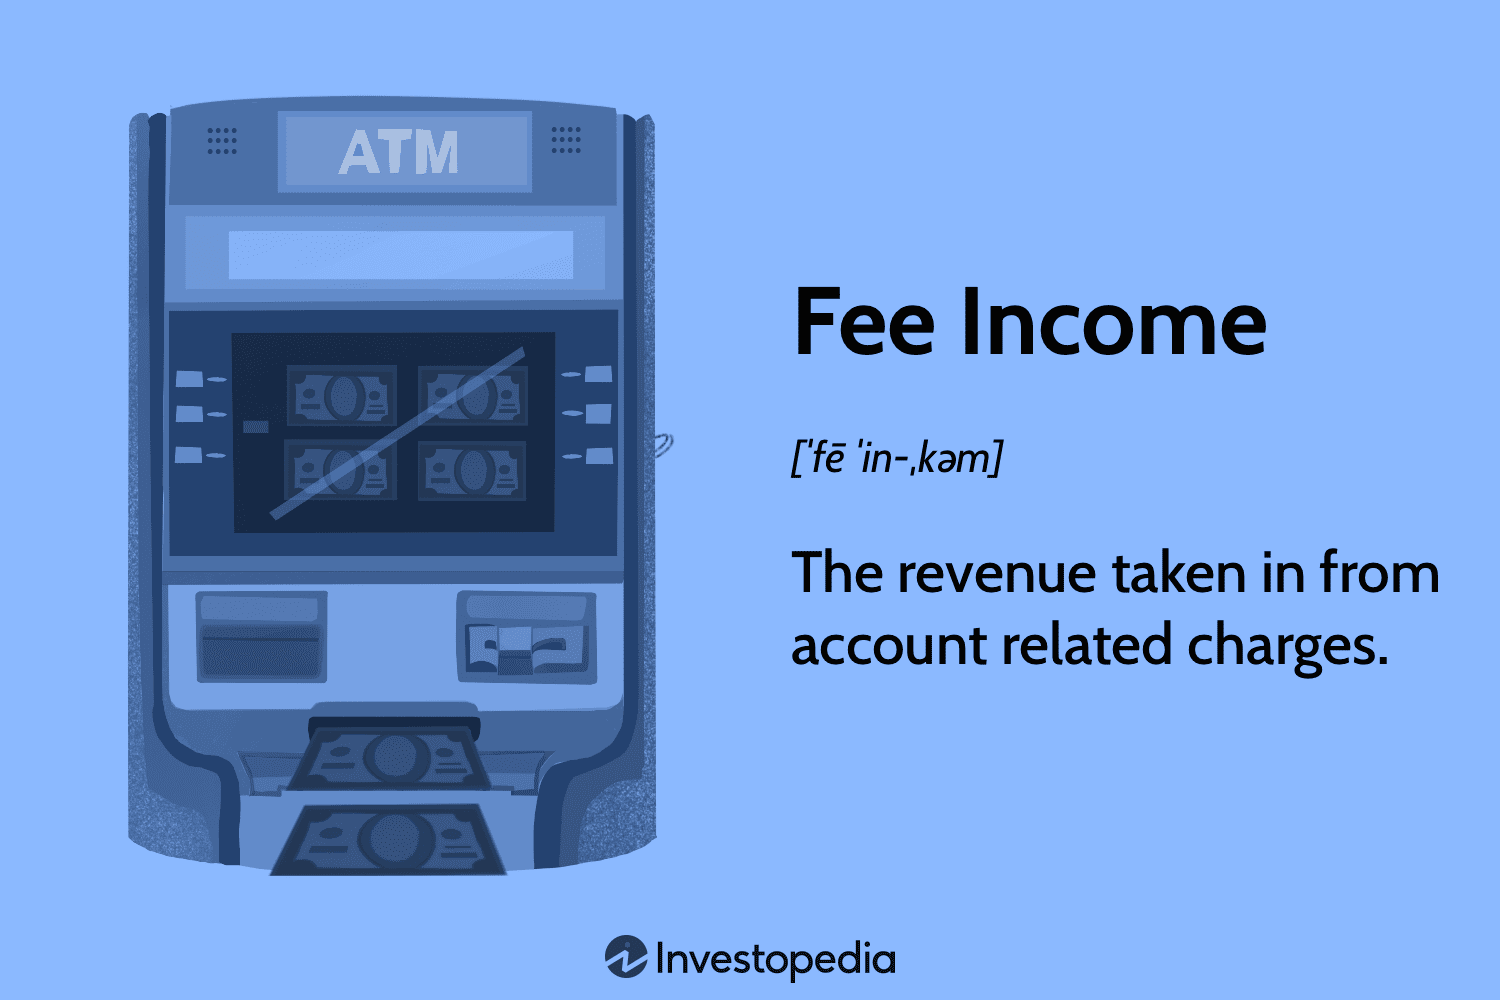 ATM
Fee Income
[ˈfē ˈin-ˌkəm]
The revenue taken in from
account related charges.
Investopedia